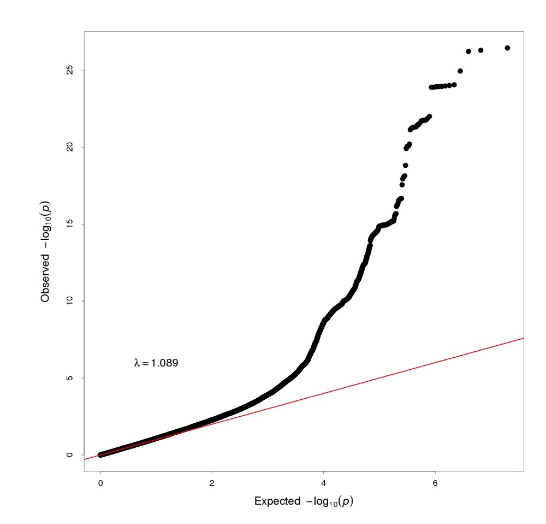 25
20
15
10
5
0
Observed −log10(p)
λ = 1.089
0 2 4 6
Expected −log10(p)